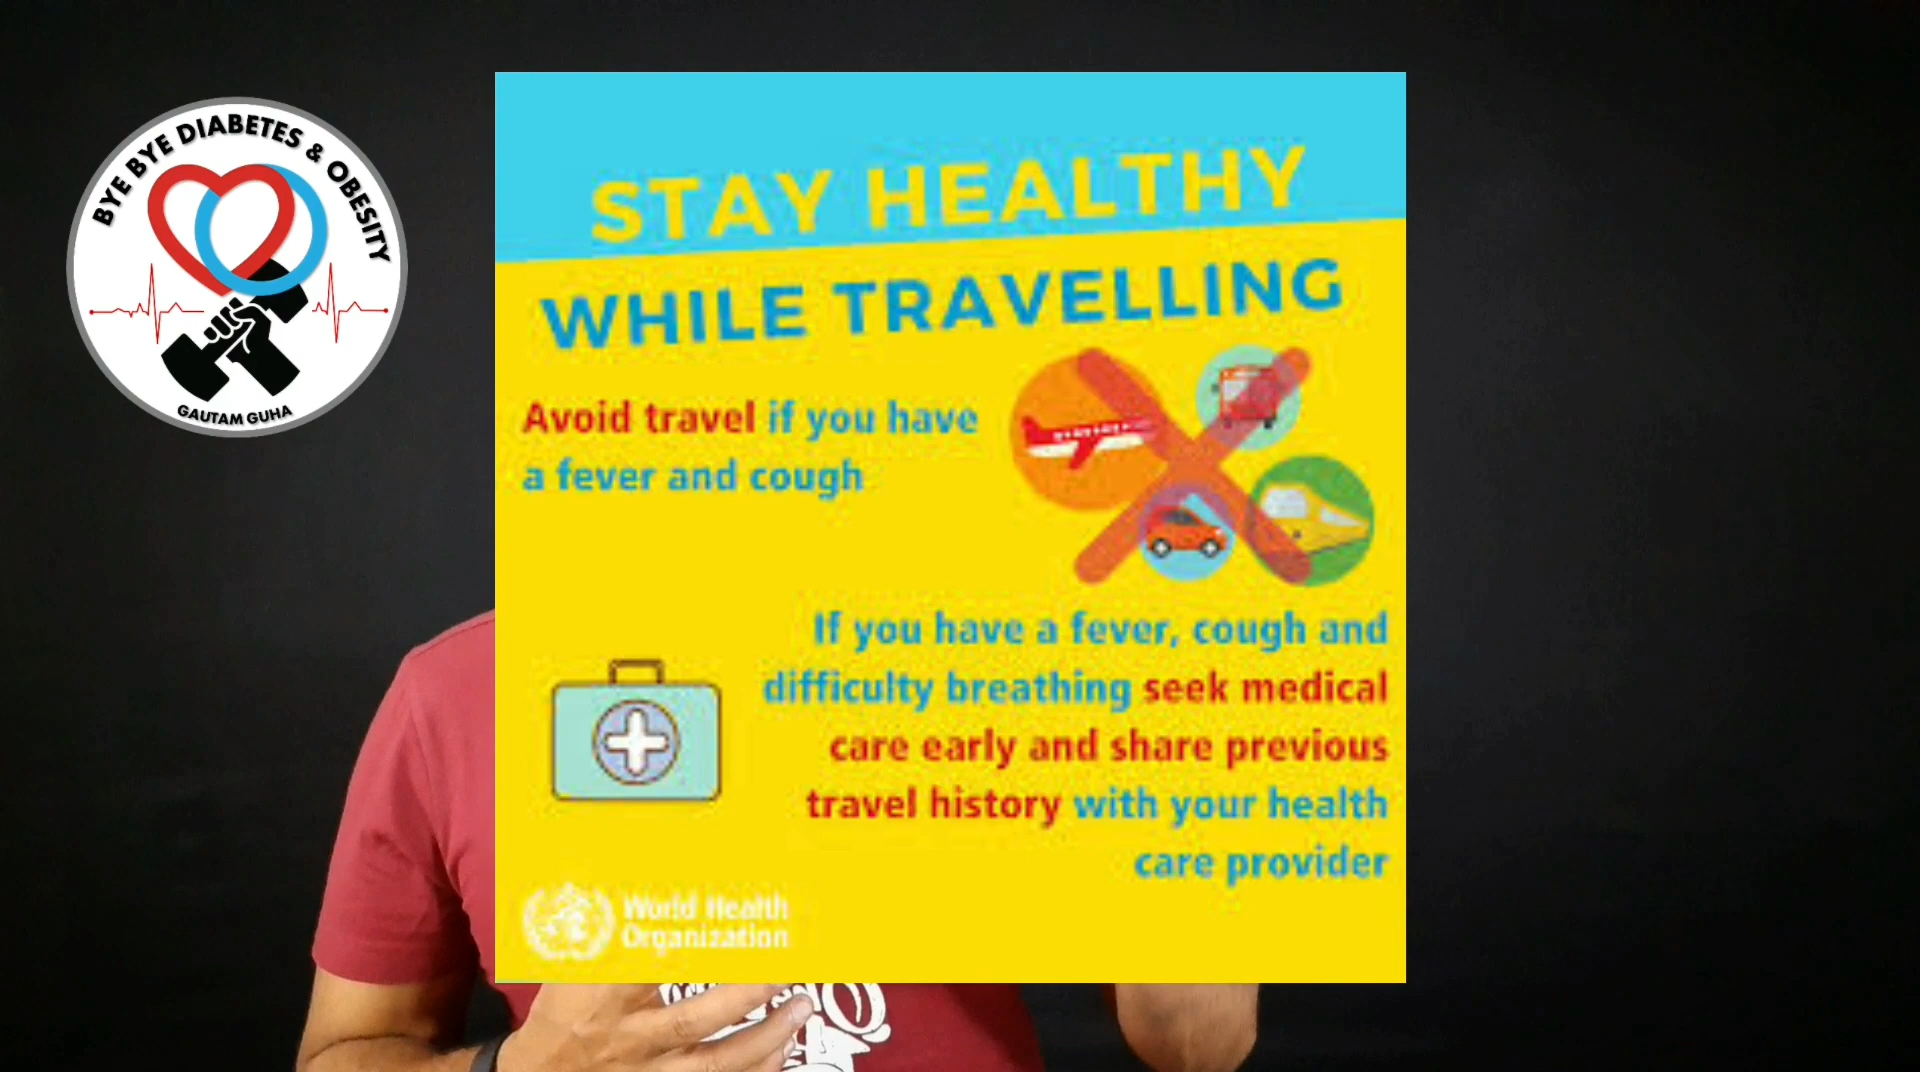 BYE BYE DIABETES & OBESITY
GAUTAM GUHA
STAY HEALTHY
WHILE TRAVELLING
Avoid travel if you have
a fever and cough
If you have a fever, cough and
difficulty breathing seek medical
care early and share previous
travel history with your health
care provider
World Health
Organization